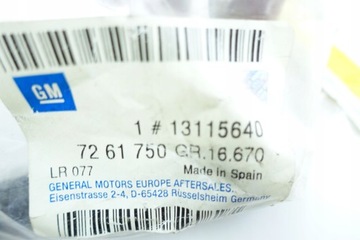 GM
1 # 13115640
72 61 750 GR.16.670
LR 077 Made in Spain
GENERAL MOTORS EUROPE AFTERSALES.
Eisenstrasse 2-4, D-65428 Rüsselsheim Germany